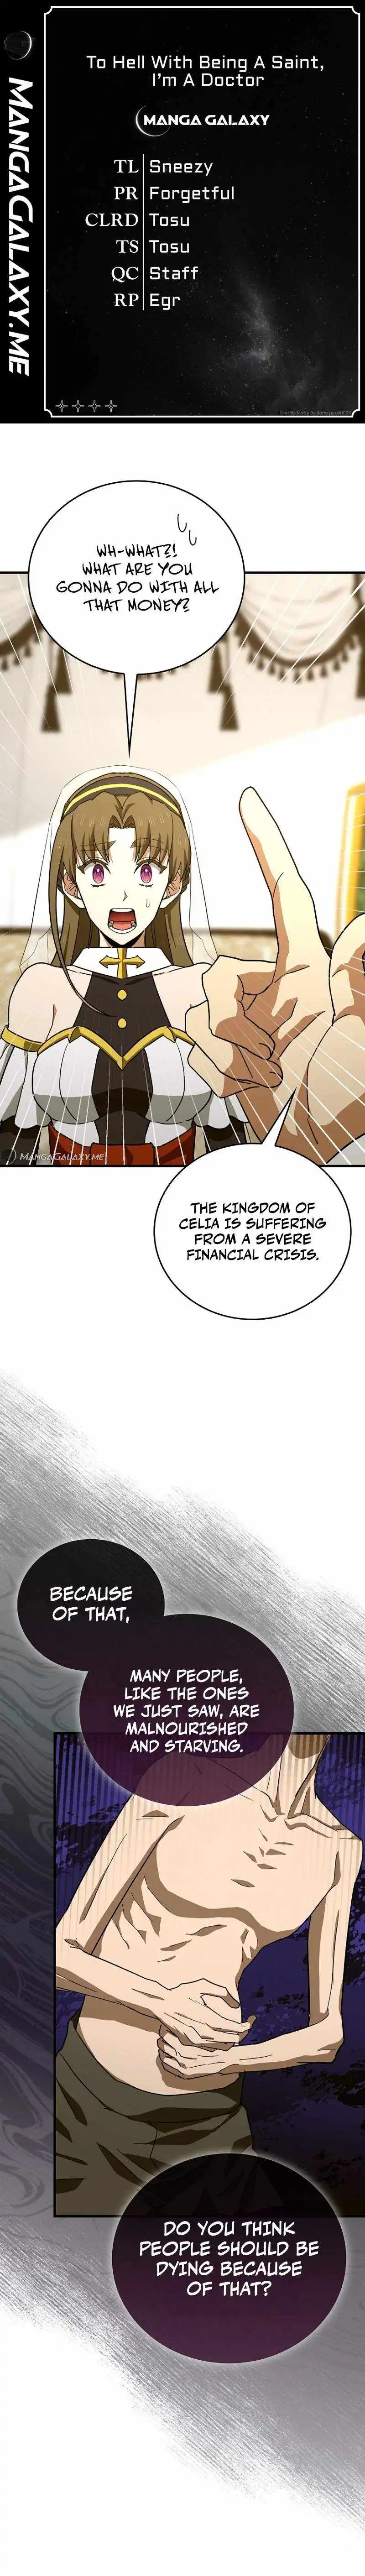 To Hell With Being A Saint,
I'm A Doctor
MANGA GALAXY
TL Sneezy
PR Forgetful
CLRD Tosu
TS Tosu
QC Staff
RP Egr
MANGAGALAXY.ME
WH-WHAT?!
WHAT ARE YOU
GONNA DO WITH ALL
THAT MONEY?
MANGAGALAXY.ME
THE KINGDOM OF
CELIA IS SUFFERING
FROM A SEVERE
FINANCIAL CRISIS.
BECAUSE
OF THAT,
MANY PEOPLE,
LIKE THE ONES
WE JUST SAW, ARE
MALNOURISHED
AND STARVING.
DO YOU THINK
PEOPLE SHOULD BE
DYING BECAUSE
OF THAT?